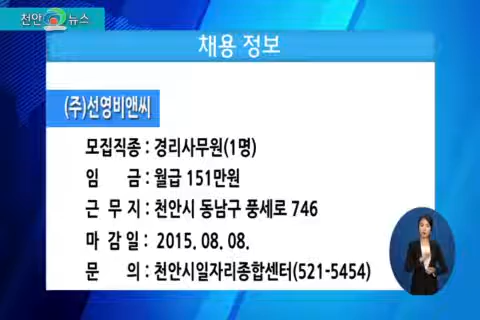 천안 뉴스
채용 정보
(주)선영비앤씨
모집직종 : 경리사무원(1명)
임 금 : 월급 151만원
근 무 지 : 천안시 동남구 풍세로 746
마 감 일 : 2015. 08. 08.
문 의 : 천안시일자리종합센터(521-5454)